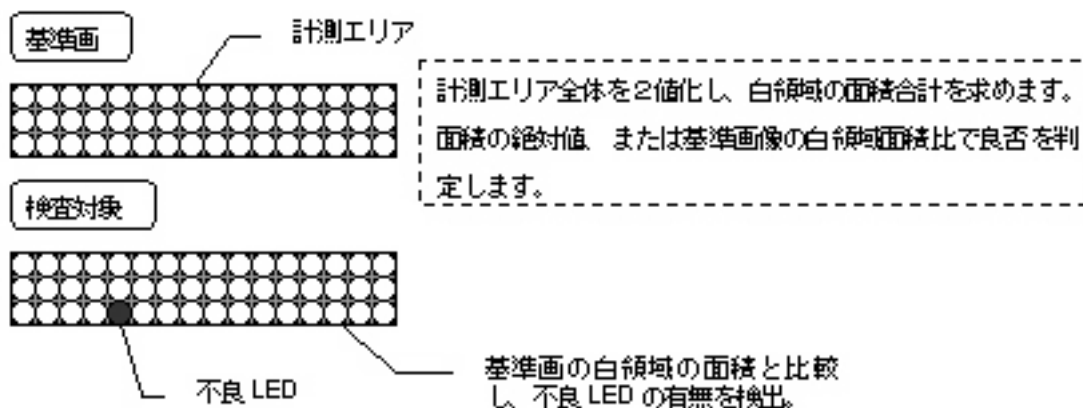 基準画
計測エリア
計測エリア全体を2値化し、白領域の面積合計を求めます。
面積の絶対値、または基準画像の白領域面積比で良否を判
定します。
検査対象
不良 LED
基準画の白領域の面積と比較
し、不良 LED の有無を検出。